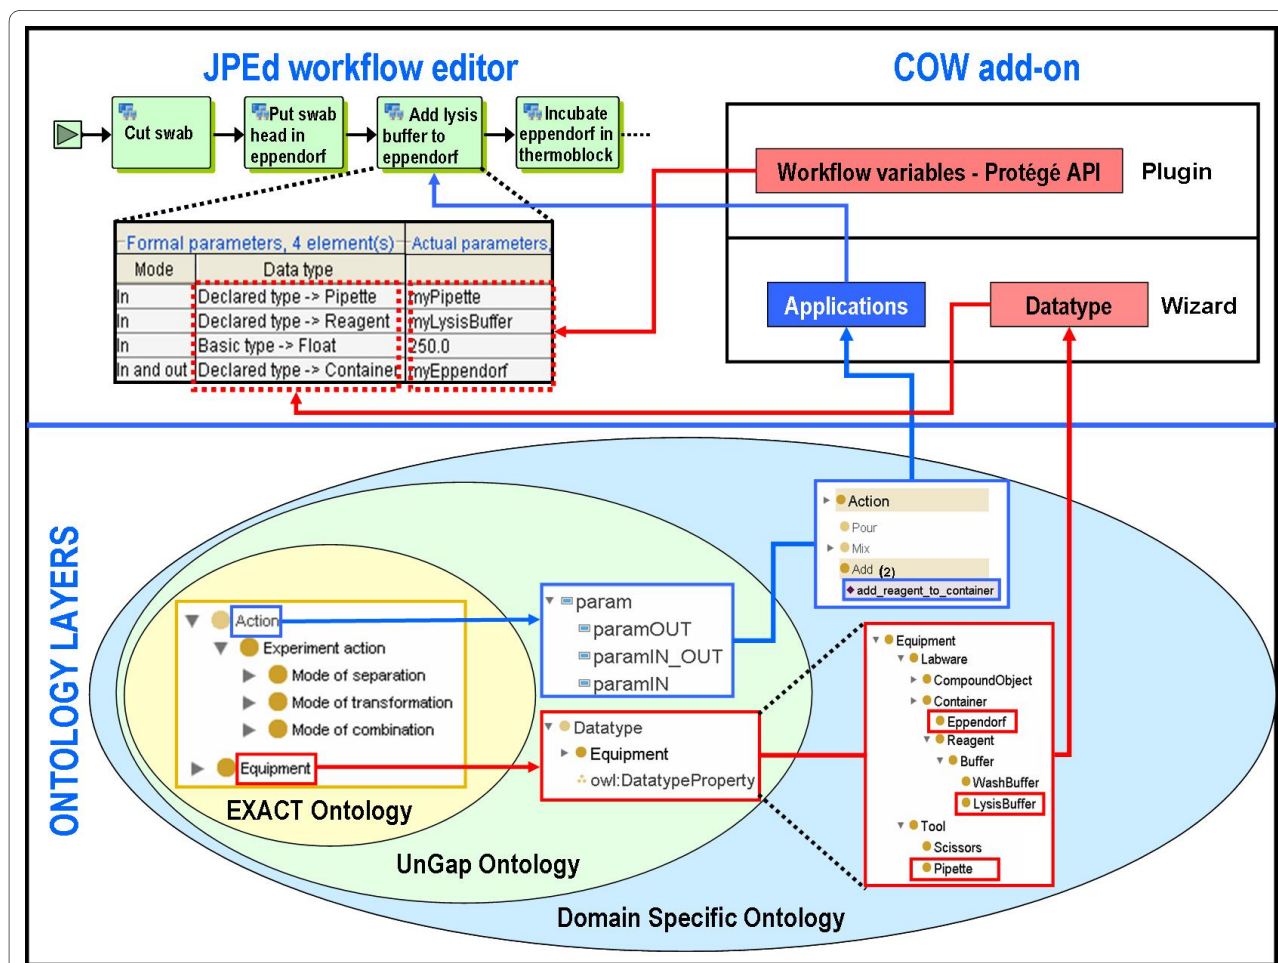 JPEd workflow editor
COW add-on
Cut swab
Put swab
head in
eppendorf
Add lysis
buffer to
eppendorf
Incubate
eppendorf in
thermoblock
Workflow variables - Protégé API
Plugin
Formal parameters, 4 element(s)
Actual parameters,
Mode
Data type
In
Declared type -> Pipette
myPipette
In
Declared type -> Reagent
myLysisBuffer
In
Basic type -> Float
250.0
In and out
Declared type -> Container
myEppendorf
Applications
Datatype
Wizard
ONTOLOGY LAYERS
Action
Pour
Mix
Add (2)
add_reagent_to_container
Action
Experiment action
Mode of separation
Mode of transformation
Mode of combination
Equipment
EXACT Ontology
param
paramOUT
paramIN_OUT
paramIN
Datatype
Equipment
owl:DatatypeProperty
UnGap Ontology
Equipment
Labware
CompoundObject
Container
Eppendorf
Reagent
Buffer
WashBuffer
LysisBuffer
Tool
Scissors
Pipette
Domain Specific Ontology